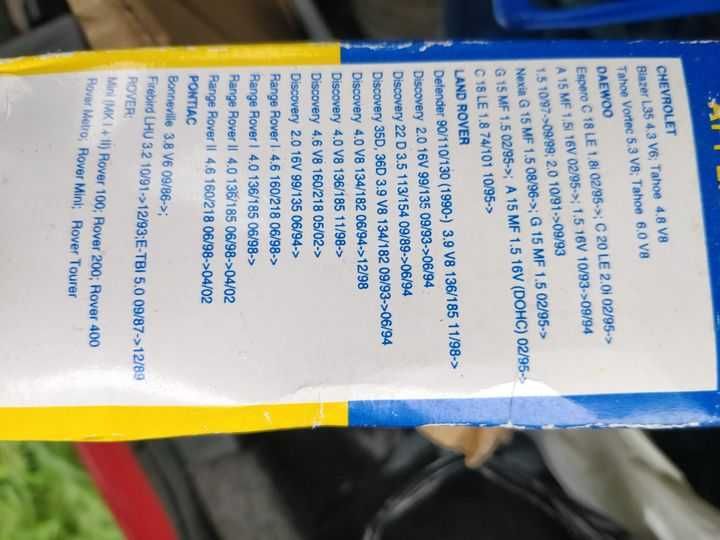 CHEVROLET
Blazer L35 4.3 V6; Tahoe 4.8 V8
Tahoe Vortec 5.3 V8; Tahoe 6.0 V8
DAEWOO
Espero C 18 LE 1.8i 02/95->; C 20 LE 2.0i 02/95->
A 15 MF 1.5i 16V 02/95->; 1.5 16V 10/93->09/94
1.5 10/97->09/99; 2.0 10/91->09/93
Nexia G 15 MF 1.5 08/96->; G 15 MF 1.5 02/95->
G 15 MF 1.5 02/95->; A 15 MF 1.5 16V (DOHC) 02/95->
C 18 LE 1.8 74/101 10/95->
LAND ROVER
Defender 90/110/130 (1990-) 3.9 V8 136/185 11/98->
Discovery 2.0 16V 99/135 09/93->06/94
Discovery 22 D 3.5 113/154 09/89->06/94
Discovery 35D, 36D 3.9 V8 134/182 09/93->06/94
Discovery 4.0 V8 134/182 06/94->12/98
Discovery 4.0 V8 136/185 11/98->
Discovery 4.6 V8 160/218 05/02->
Discovery 2.0 16V 99/135 06/94->
Range Rover I 4.6 160/218 06/98->
Range Rover I 4.0 136/185 06/98->
Range Rover II 4.0 136/185 06/98->04/02
Range Rover II 4.6 160/218 06/98->04/02
PONTIAC
Bonneville 3.8 V6 09/86->;
Firebird LHU 3.2 10/91->12/93;E-TBI 5.0 09/87->12/89
ROVER:
Mini (MK I + II) Rover 100; Rover 200; Rover 400
Rover Metro; Rover Mini; Rover Tourer